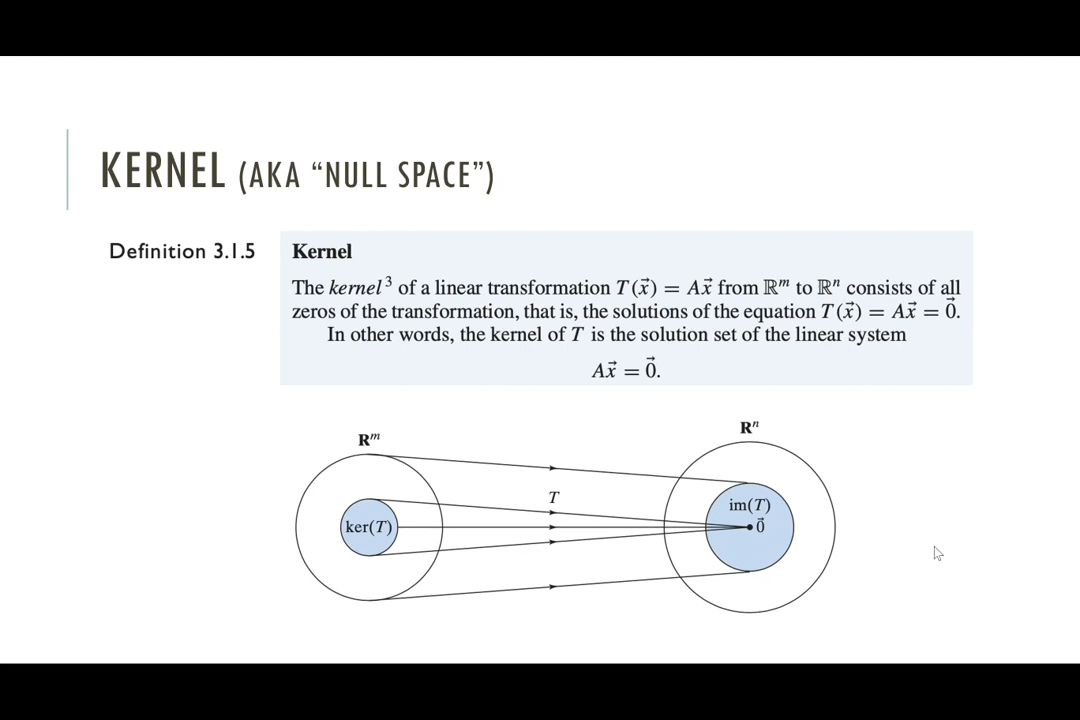 KERNEL (AKA “NULL SPACE”)
Definition 3.1.5
Kernel
The kernel³ of a linear transformation T(x⃗) = Ax⃗ from ℝᵐ to ℝⁿ consists of all
zeros of the transformation, that is, the solutions of the equation T(x⃗) = Ax⃗ = 0⃗.
In other words, the kernel of T is the solution set of the linear system
Ax⃗ = 0⃗.
Rᵐ
Rⁿ
T
ker(T)
im(T)
0⃗